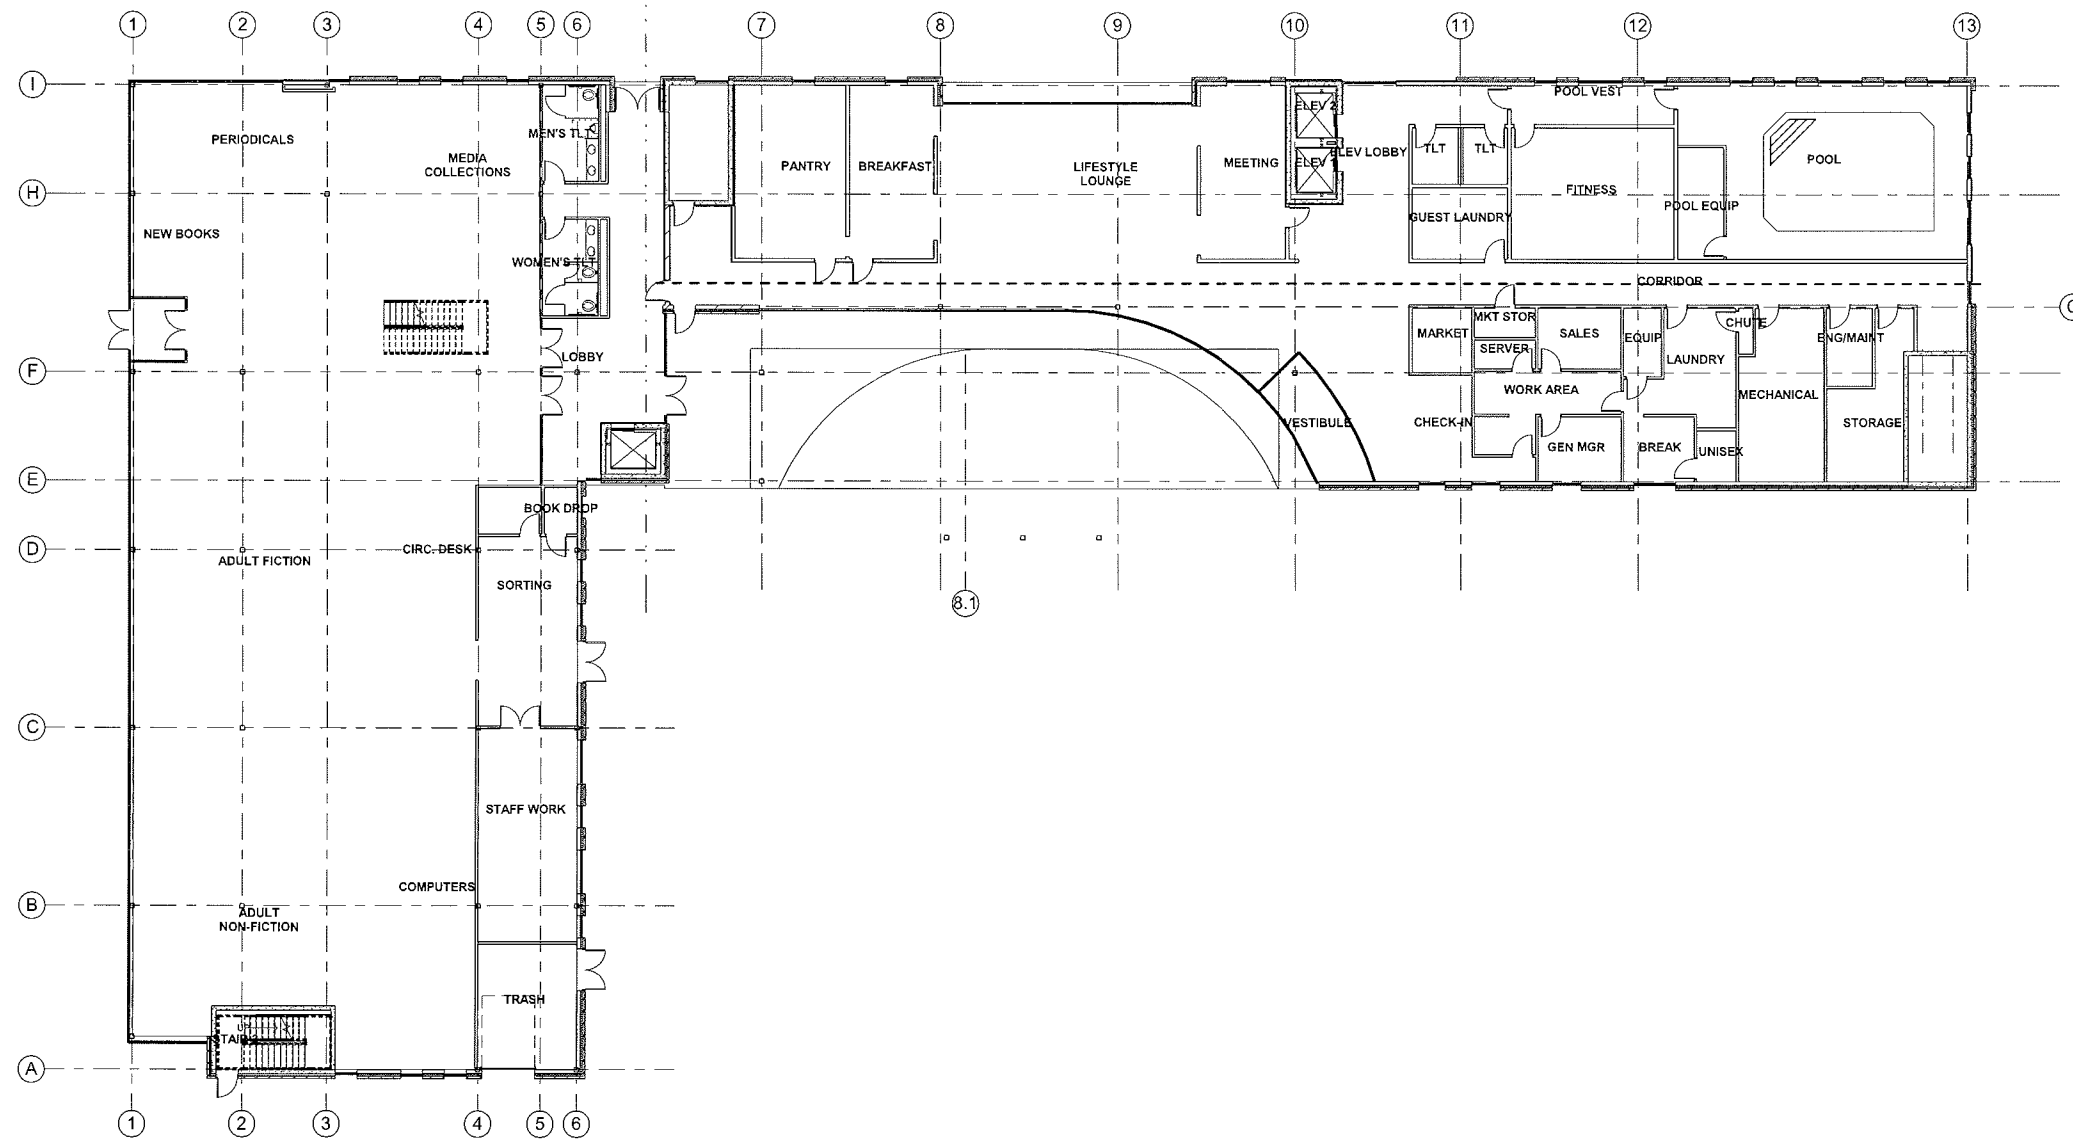 1
2
3
4
5
6
7
8
9
10
11
12
13
I
POOL VEST
ELEV 2
PERIODICALS
MEN'S TLT
MEDIA
COLLECTIONS
PANTRY
BREAKFAST
LIFESTYLE
LOUNGE
MEETING
ELEV 1
ELEV LOBBY
TLT
TLT
POOL
H
FITNESS
POOL EQUIP
GUEST LAUNDRY
NEW BOOKS
WOMEN'S TLT
CORRIDOR
MKT STOR
MARKET
SALES
EQUIP
CHUTE
ENG/MAINT
SERVER
LAUNDRY
LOBBY
F
WORK AREA
MECHANICAL
VESTIBULE
CHECK-IN
STORAGE
GEN MGR
BREAK
UNISEX
E
BOOK DROP
D
CIRC. DESK
ADULT FICTION
SORTING
8.1
C
STAFF WORK
COMPUTERS
B
ADULT
NON-FICTION
TRASH
A
1
2
3
4
5
6